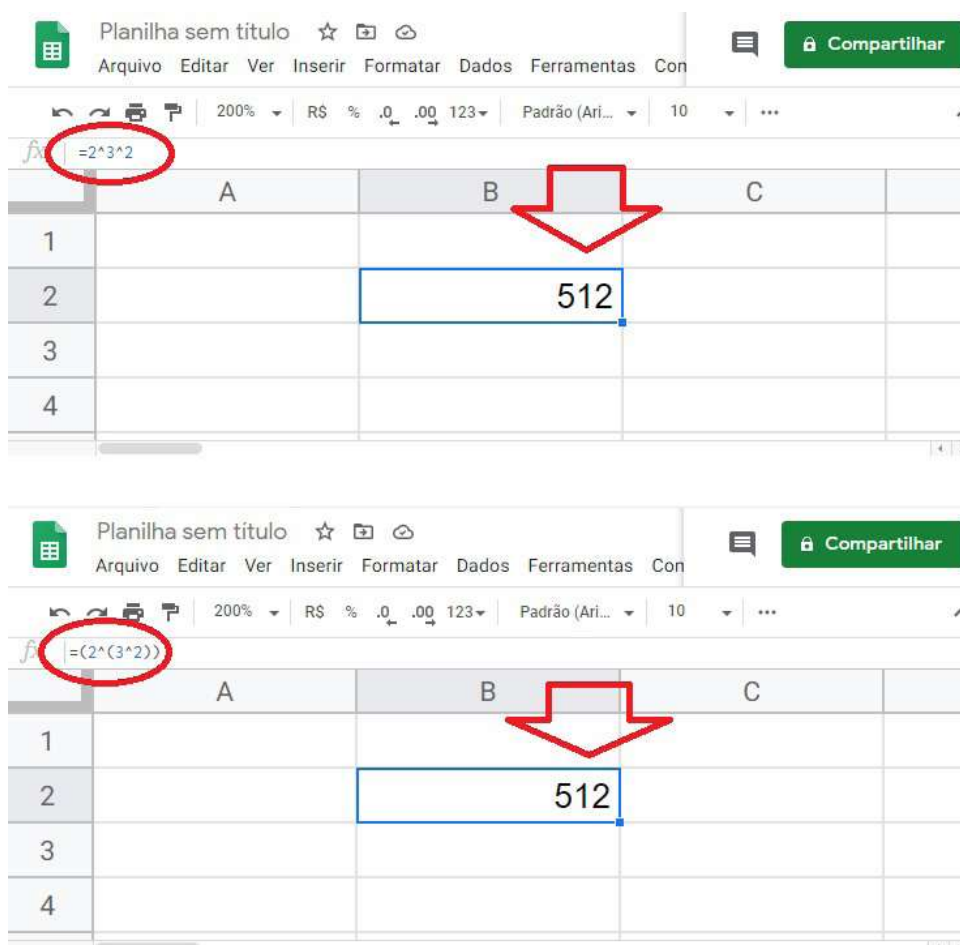 Planilha sem título
Arquivo Editar Ver Inserir Formatar Dados Ferramentas Con
Compartilhar
200% R$ % .0 .00 123 Padrão (Ari... 10 ...
fx =2^3^2
A B C
1
2 512
3
4
Planilha sem título
Arquivo Editar Ver Inserir Formatar Dados Ferramentas Con
Compartilhar
200% R$ % .0 .00 123 Padrão (Ari... 10 ...
fx =(2^(3^2))
A B C
1
2 512
3
4